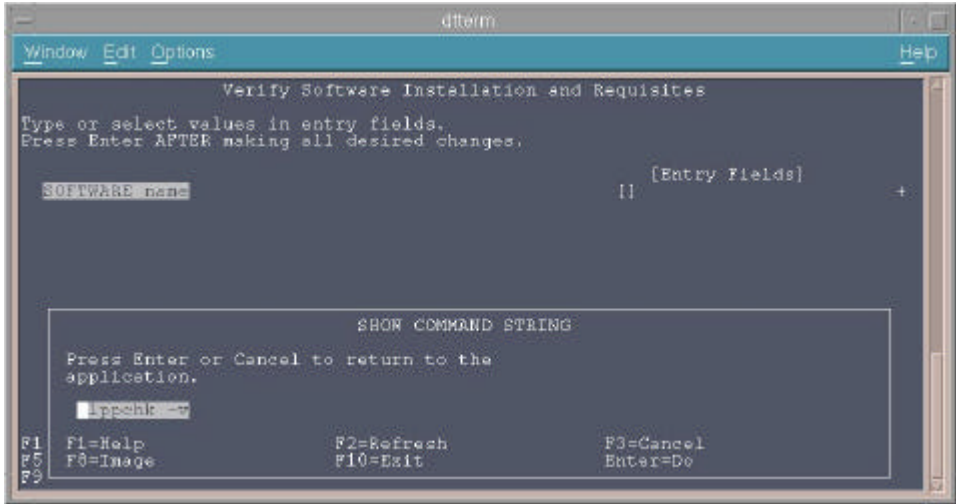 dtterm
Window Edit Options Help
Verify Software Installation and Requisites
Type or select values in entry fields.
Press Enter AFTER making all desired changes.
[Entry Fields]
SOFTWARE name [] +
SHOW COMMAND STRING
Press Enter or Cancel to return to the
application.
lppchk -v
F1 F1=Help F2=Refresh F3=Cancel
F5 F8=Image F10=Exit Enter=Do
F9